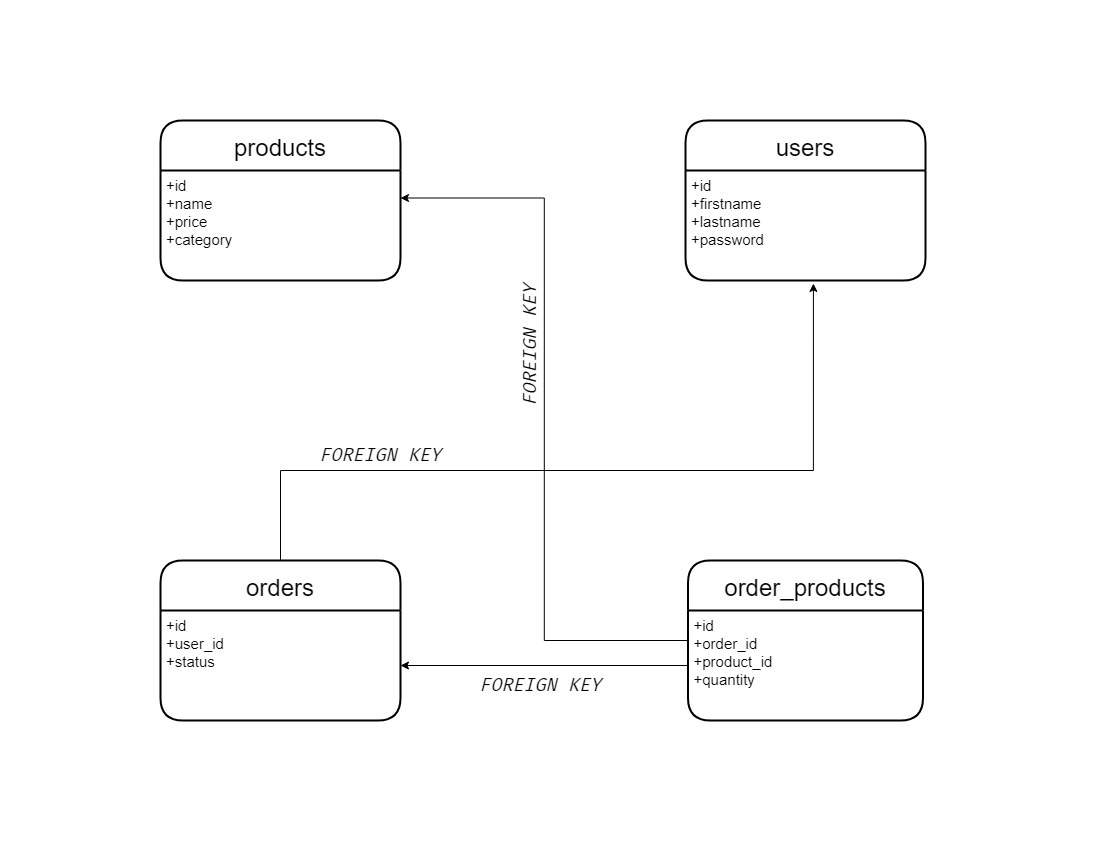 products
+id
+name
+price
+category
users
+id
+firstname
+lastname
+password
FOREIGN KEY
FOREIGN KEY
orders
+id
+user_id
+status
order_products
+id
+order_id
+product_id
+quantity
FOREIGN KEY